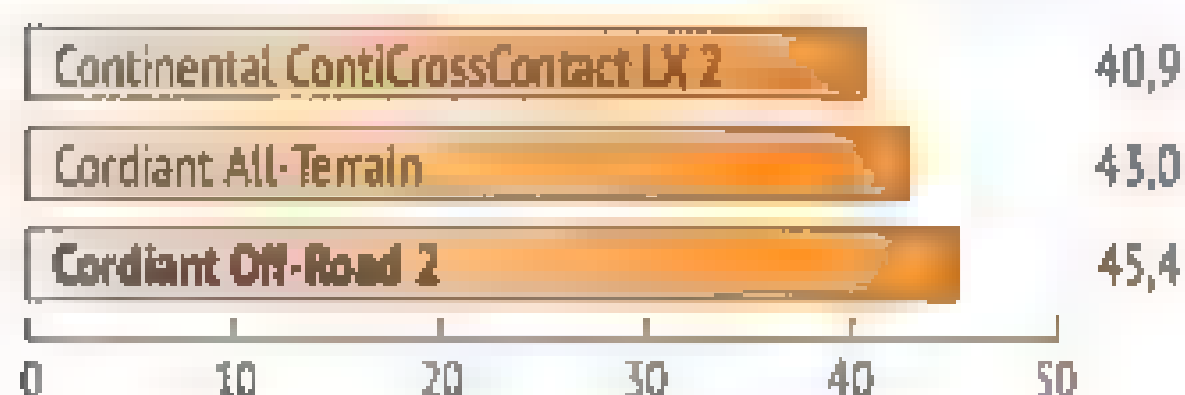 Continental ContiCrossContact LX 2 40,9
Cordiant All-Terrain 43,0
Cordiant Off-Road 2 45,4
0 10 20 30 40 50